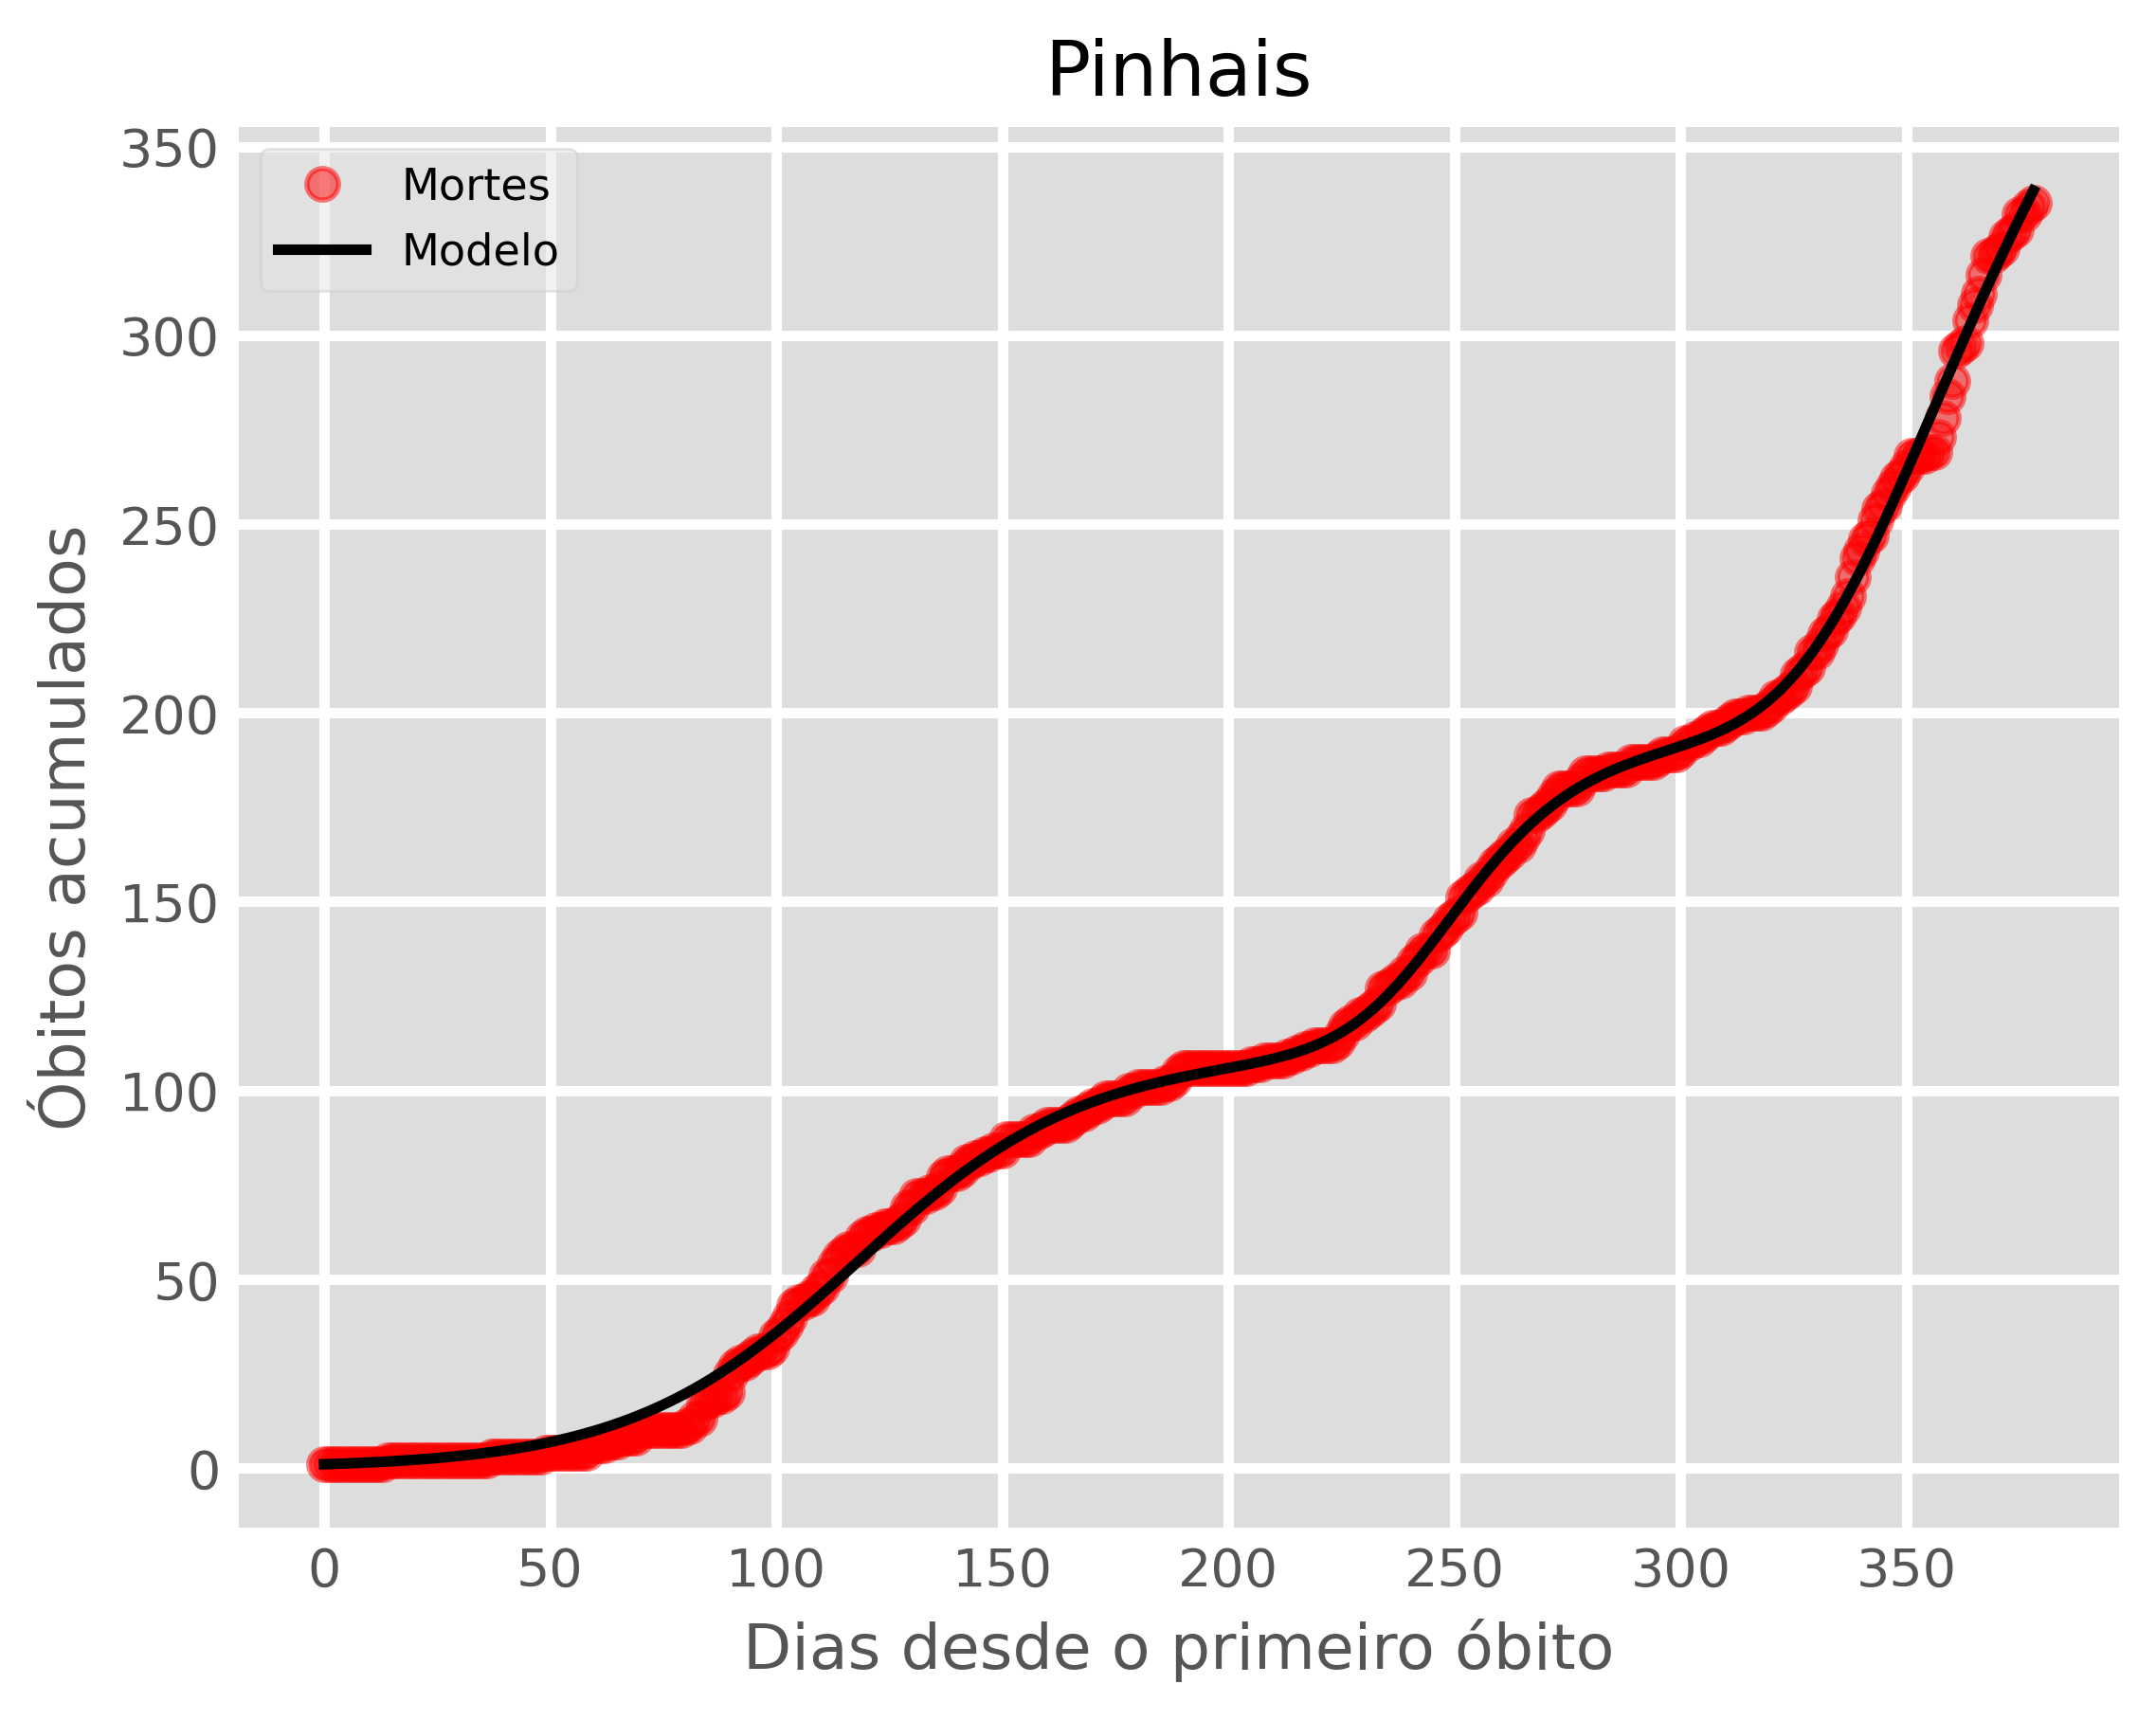 Pinhais
Mortes
Modelo
Óbitos acumulados
350
300
250
200
150
100
50
0
0 50 100 150 200 250 300 350
Dias desde o primeiro óbito